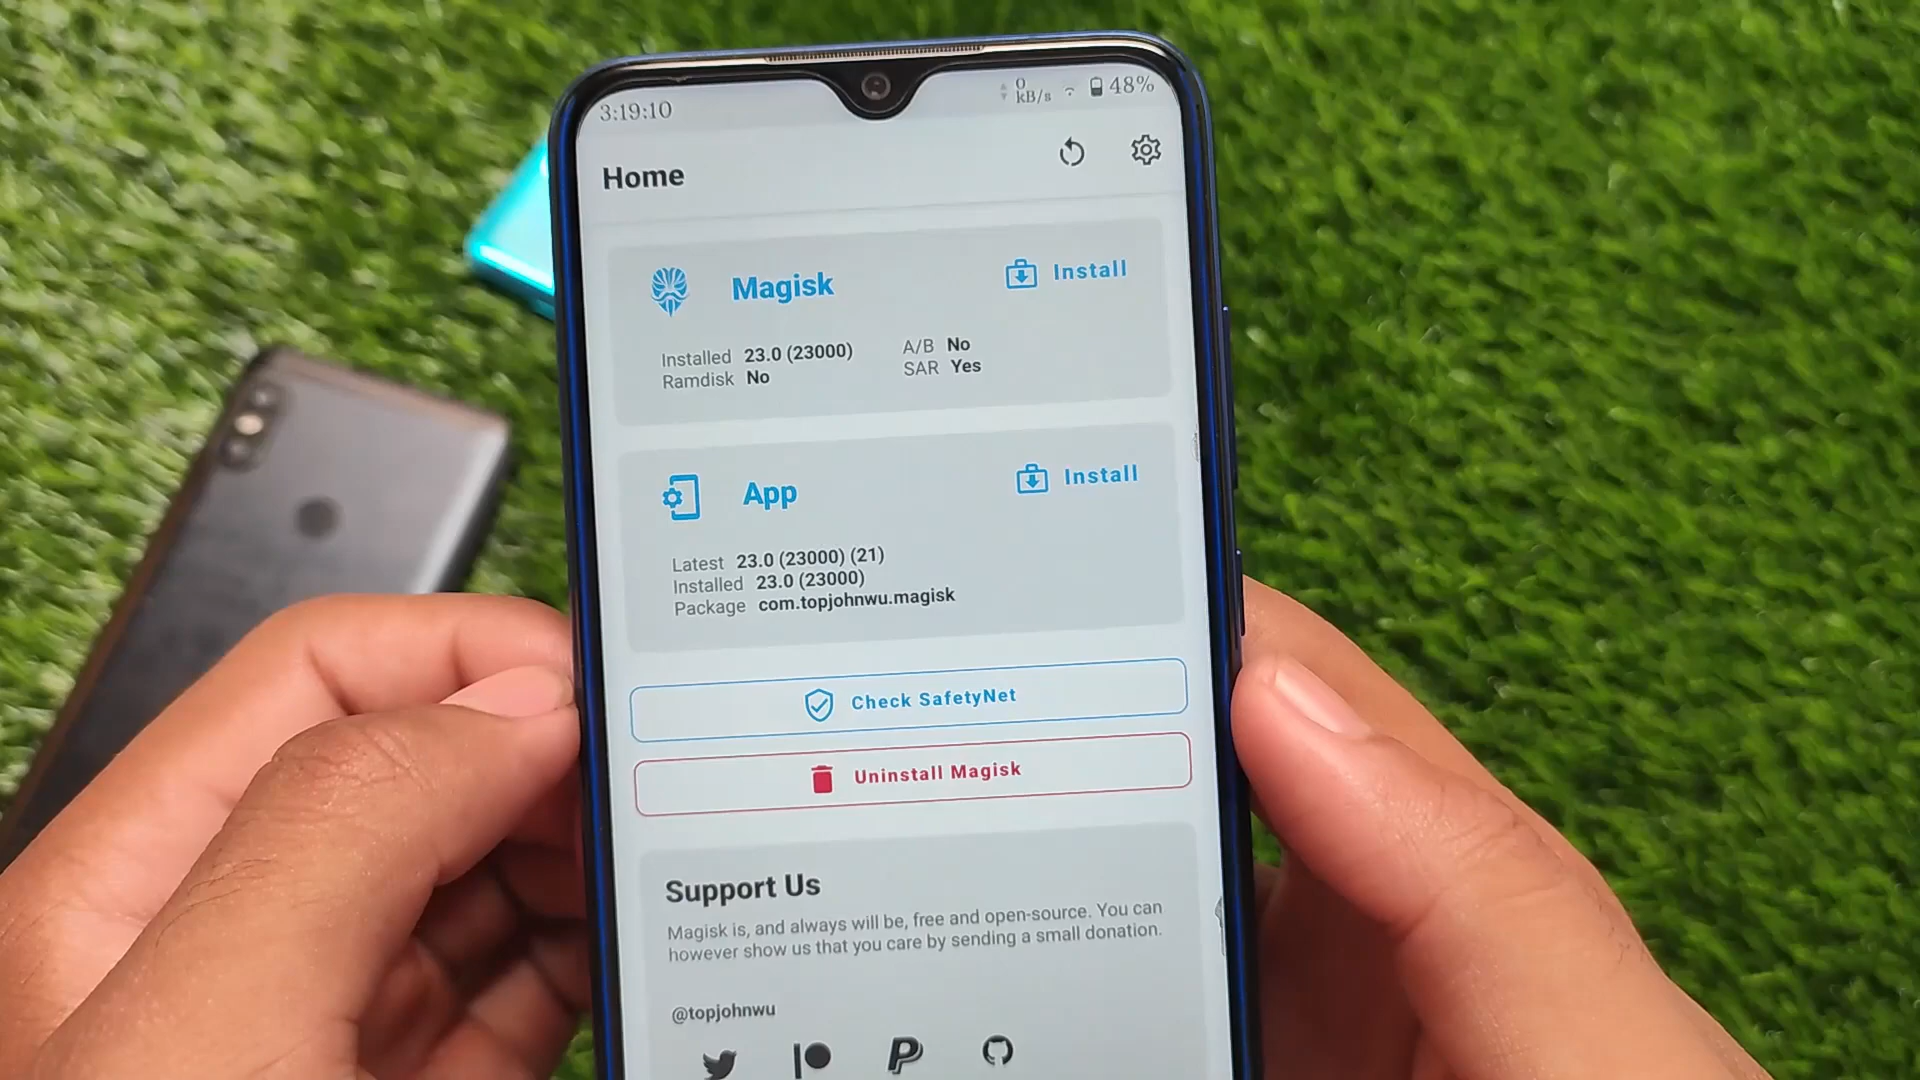 3:19:10
0 kB/s 48%
Home
Magisk
Install
Installed 23.0 (23000) A/B No
Ramdisk No SAR Yes
App
Install
Latest 23.0 (23000) (21)
Installed 23.0 (23000)
Package com.topjohnwu.magisk
Check SafetyNet
Uninstall Magisk
Support Us
Magisk is, and always will be, free and open-source. You can
however show us that you care by sending a small donation.
@topjohnwu